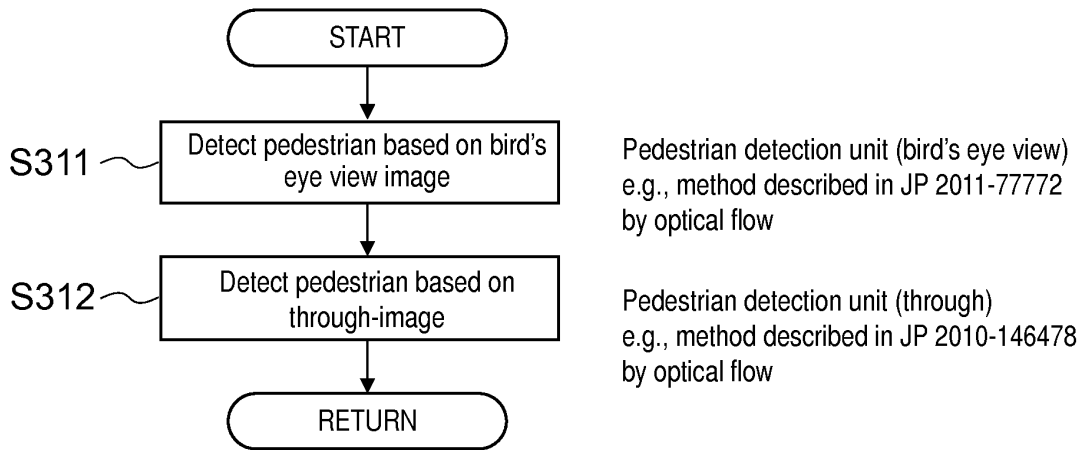 START
S311
Detect pedestrian based on bird's
eye view image
Pedestrian detection unit (bird's eye view)
e.g., method described in JP 2011-77772
by optical flow
S312
Detect pedestrian based on
through-image
Pedestrian detection unit (through)
e.g., method described in JP 2010-146478
by optical flow
RETURN